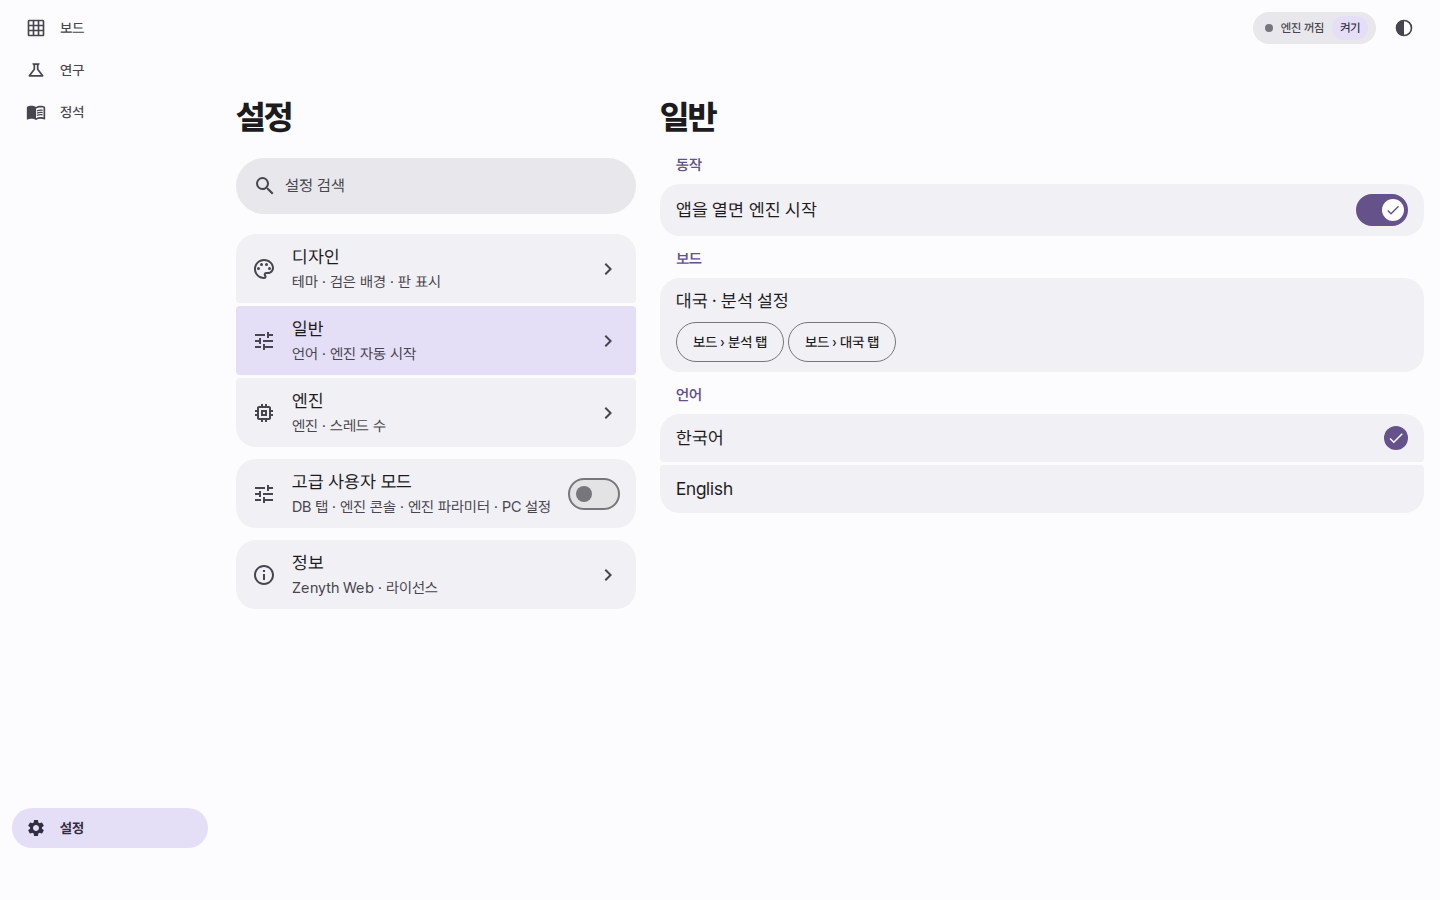 보드
연구
정석
설정
엔진 꺼짐
켜기
설정
설정 검색
디자인
테마 · 검은 배경 · 판 표시
일반
언어 · 엔진 자동 시작
엔진
엔진 · 스레드 수
고급 사용자 모드
DB 탭 · 엔진 콘솔 · 엔진 파라미터 · PC 설정
정보
Zenyth Web · 라이선스
일반
동작
앱을 열면 엔진 시작
보드
대국 · 분석 설정
보드 › 분석 탭
보드 › 대국 탭
언어
한국어
English